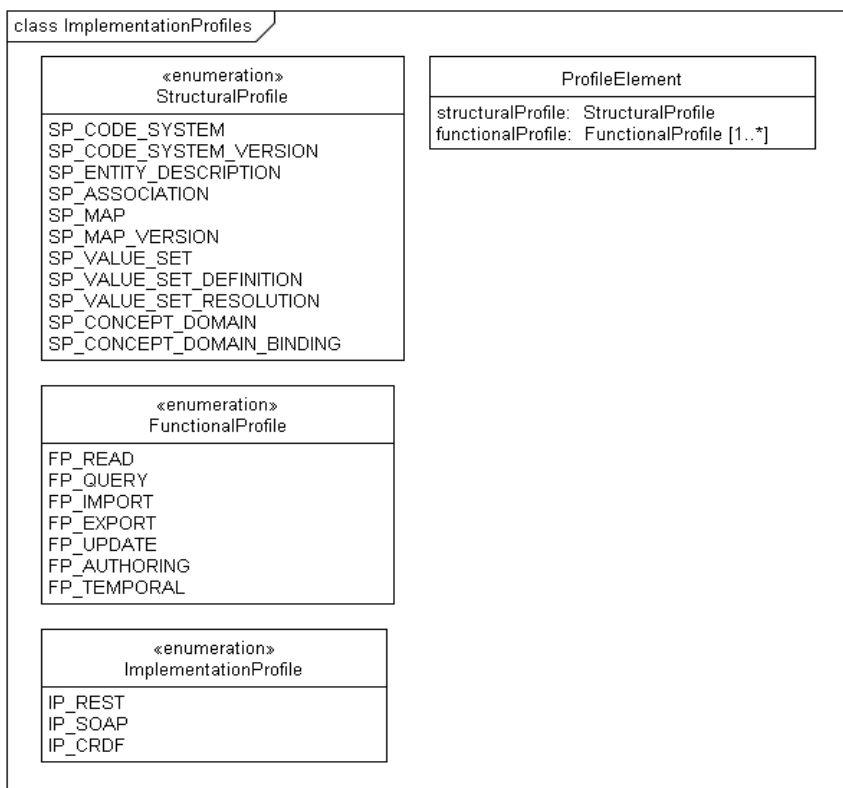 class ImplementationProfiles
«enumeration»
StructuralProfile
SP_CODE_SYSTEM
SP_CODE_SYSTEM_VERSION
SP_ENTITY_DESCRIPTION
SP_ASSOCIATION
SP_MAP
SP_MAP_VERSION
SP_VALUE_SET
SP_VALUE_SET_DEFINITION
SP_VALUE_SET_RESOLUTION
SP_CONCEPT_DOMAIN
SP_CONCEPT_DOMAIN_BINDING
ProfileElement
structuralProfile: StructuralProfile
functionalProfile: FunctionalProfile [1..*]
«enumeration»
FunctionalProfile
FP_READ
FP_QUERY
FP_IMPORT
FP_EXPORT
FP_UPDATE
FP_AUTHORING
FP_TEMPORAL
«enumeration»
ImplementationProfile
IP_REST
IP_SOAP
IP_CRDF